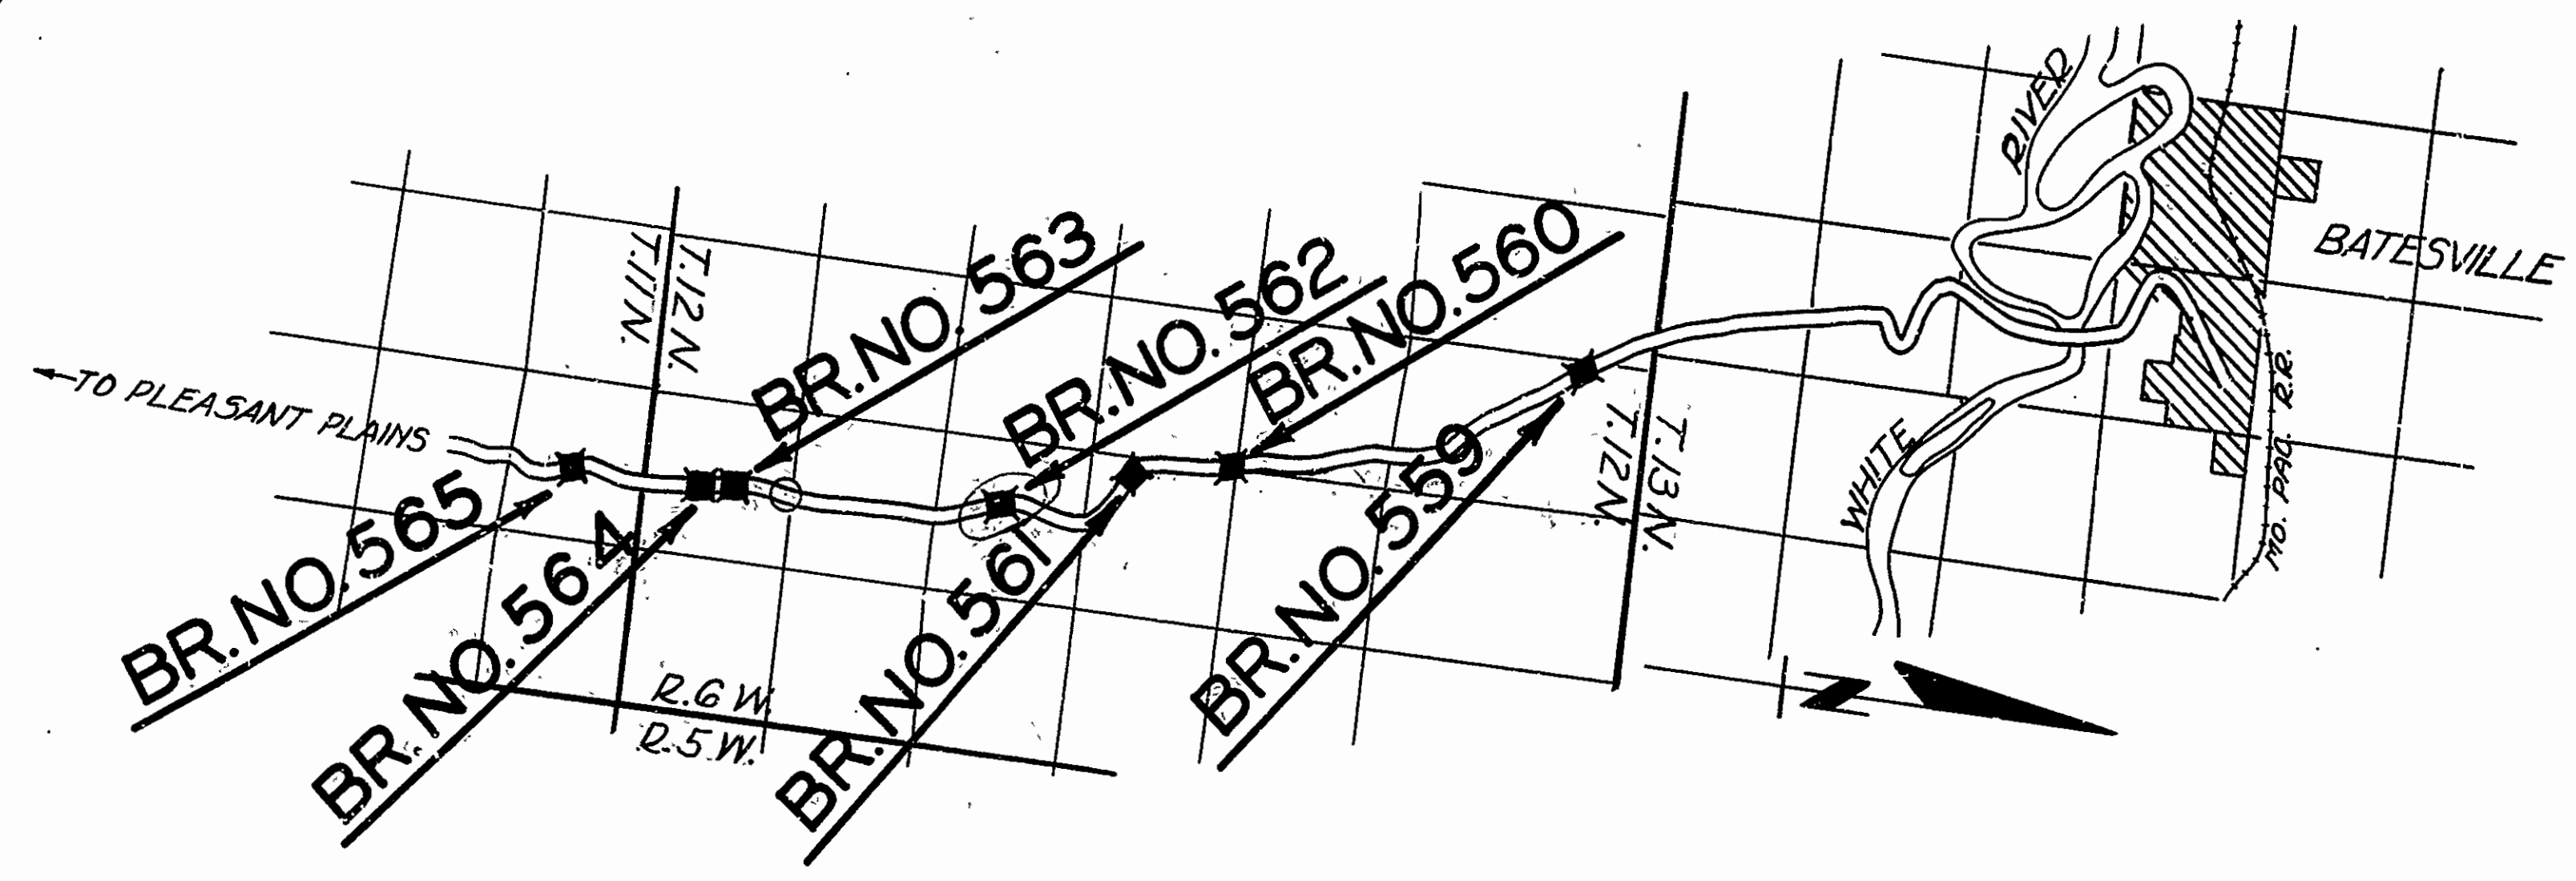 RIVER
BATESVILLE
T.11 N.
T.12 N.
BR.NO. 563
BR.NO. 562
BR.NO.560
←TO PLEASANT PLAINS
MO. PAC. R.R.
T.12 N.
T.13 N.
WHITE
BR.NO.565
BR.NO.564
BR.NO.561
BR.NO.559
R.6 W.
R.5 W.
N